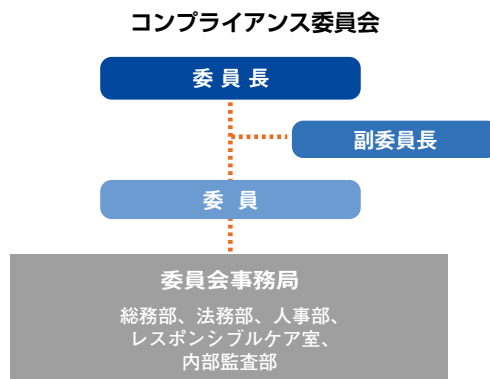 コンプライアンス委員会
委員長
副委員長
委員
委員会事務局
総務部、法務部、人事部、
レスポンシブルケア室、
内部監査部